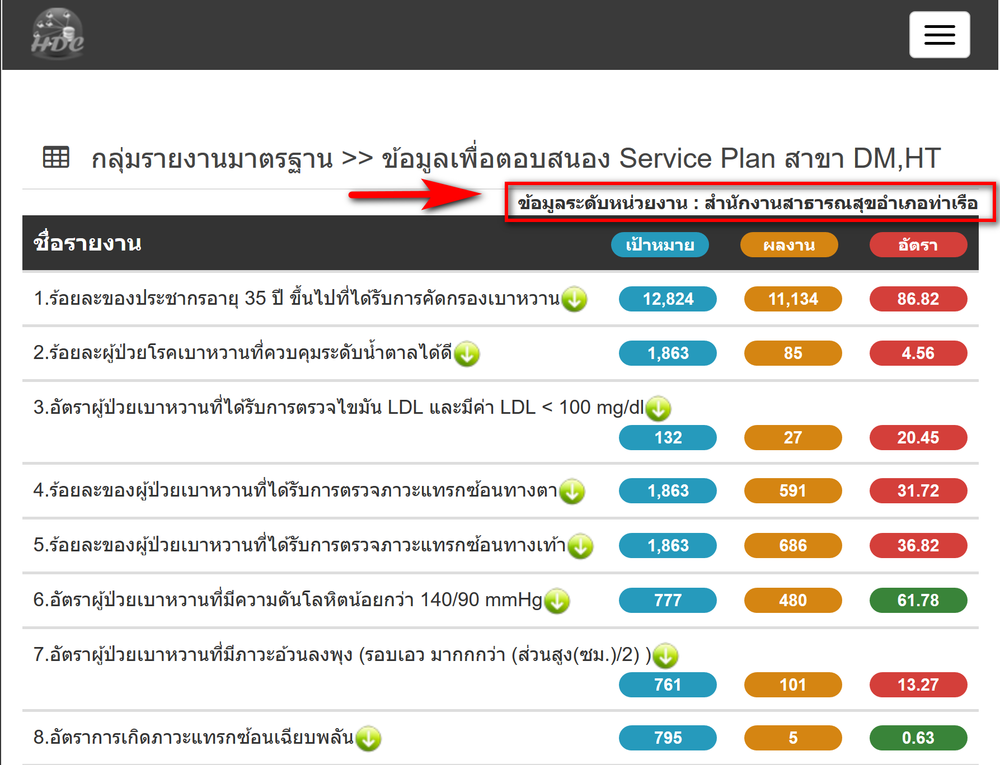 HDC
กลุ่มรายงานมาตรฐาน >> ข้อมูลเพื่อตอบสนอง Service Plan สาขา DM,HT
ข้อมูลระดับหน่วยงาน : สำนักงานสาธารณสุขอำเภอท่าเรือ
ชื่อรายงาน เป้าหมาย ผลงาน อัตรา
1.ร้อยละของประชากรอายุ 35 ปี ขึ้นไปที่ได้รับการคัดกรองเบาหวาน 12,824 11,134 86.82
2.ร้อยละผู้ป่วยโรคเบาหวานที่ควบคุมระดับน้ำตาลได้ดี 1,863 85 4.56
3.อัตราผู้ป่วยเบาหวานที่ได้รับการตรวจไขมัน LDL และมีค่า LDL < 100 mg/dl
132 27 20.45
4.ร้อยละของผู้ป่วยเบาหวานที่ได้รับการตรวจภาวะแทรกซ้อนทางตา 1,863 591 31.72
5.ร้อยละของผู้ป่วยเบาหวานที่ได้รับการตรวจภาวะแทรกซ้อนทางเท้า 1,863 686 36.82
6.อัตราผู้ป่วยเบาหวานที่มีความดันโลหิตน้อยกว่า 140/90 mmHg 777 480 61.78
7.อัตราผู้ป่วยเบาหวานที่มีภาวะอ้วนลงพุง (รอบเอว มากกกว่า (ส่วนสูง(ซม.)/2) )
761 101 13.27
8.อัตราการเกิดภาวะแทรกซ้อนเฉียบพลัน 795 5 0.63